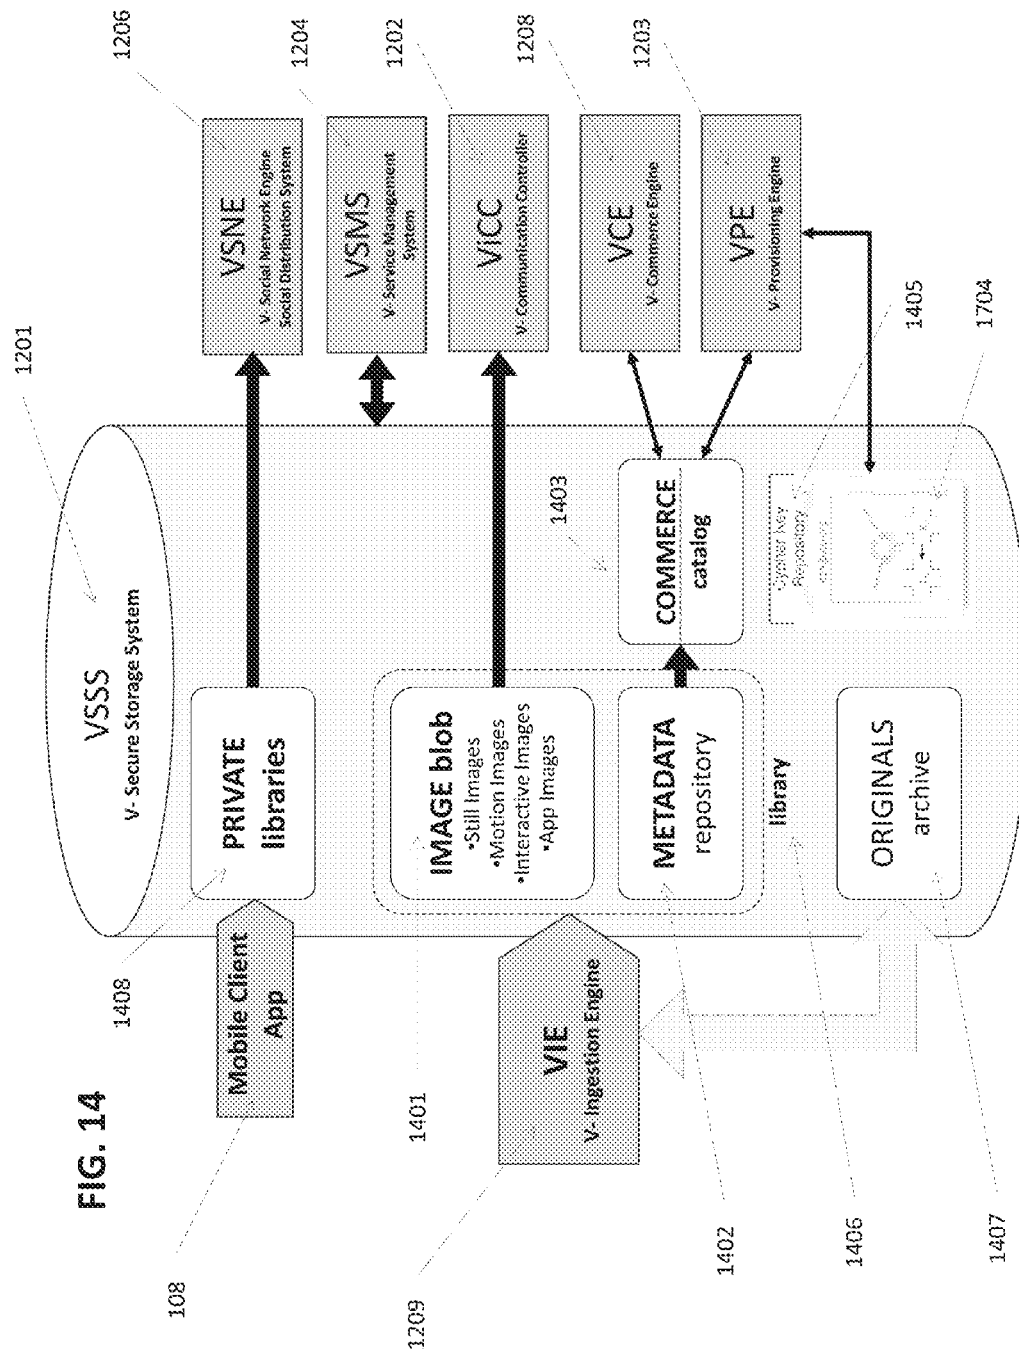 FIG. 14
1201
VSSS
V- Secure Storage System
108
Mobile Client
App
1408
PRIVATE
libraries
1206
VSNE
V- Social Network Engine
Social Distribution System
1204
VSMS
V- Service Management
System
1401
IMAGE blob
•Still Images
•Motion Images
•Interactive Images
•App Images
1202
ViCC
V- Communication Controller
1209
VIE
V- Ingestion Engine
1402
METADATA
repository
1406
library
1403
COMMERCE
catalog
1208
VCE
V- Commerce Engine
1203
VPE
V- Provisioning Engine
1407
ORIGINALS
archive
Key
Repository
1405
1704